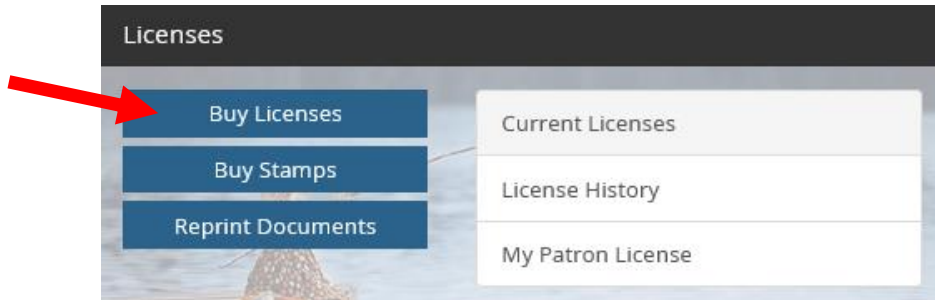 Licenses
Buy Licenses
Buy Stamps
Reprint Documents
Current Licenses
License History
My Patron License